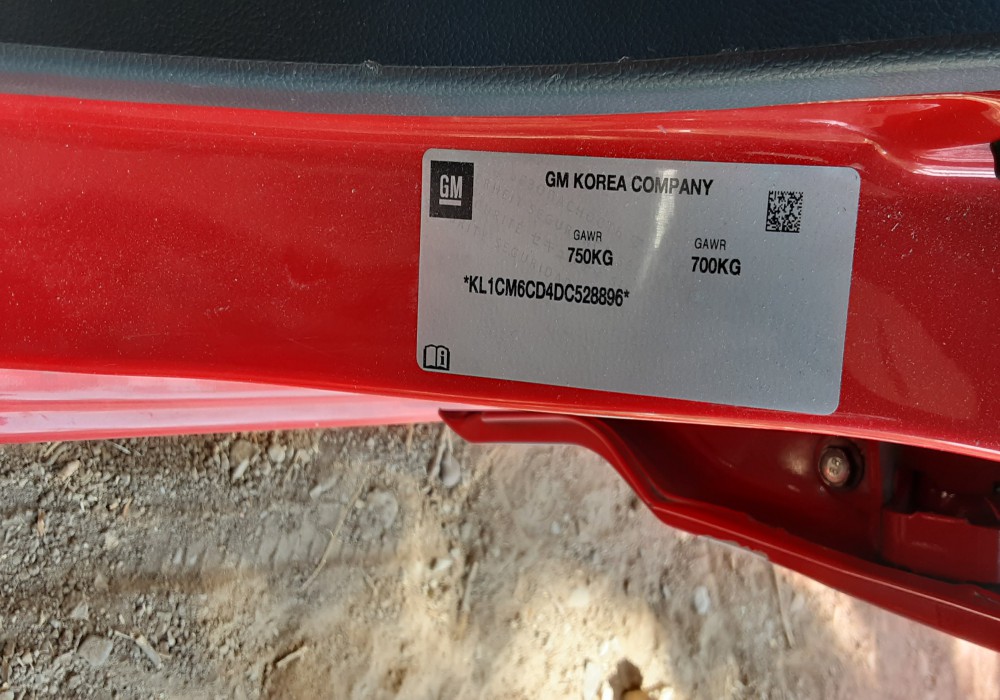 GM
GM KOREA COMPANY
GAWR
750KG
GAWR
700KG
*KL1CM6CD4DC528896*